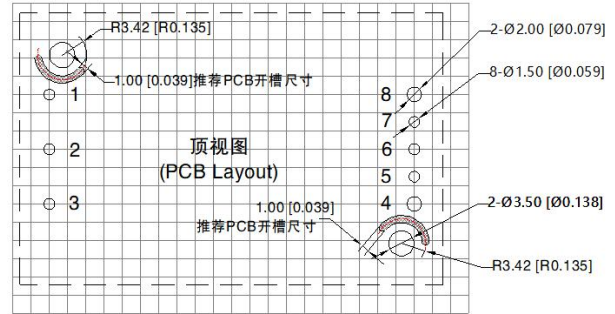 R3.42 [R0.135]
2-Ø2.00 [Ø0.079]
1.00 [0.039]推荐PCB开槽尺寸
8-Ø1.50 [Ø0.059]
1
8
7
2
顶视图
6
(PCB Layout)
5
3
1.00 [0.039]
4
2-Ø3.50 [Ø0.138]
推荐PCB开槽尺寸
R3.42 [R0.135]